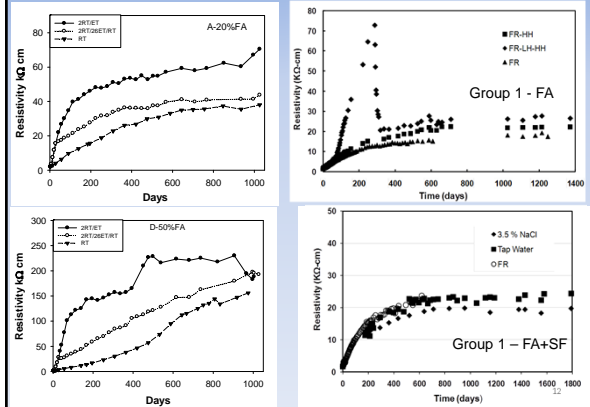 A-20%FA
2RT/ET
2RT/26ET/RT
RT
Resistivity kΩ cm
80
60
40
20
0
0 200 400 600 800 1000
Days
80
70
60
50
40
30
20
10
0
Resistivity (KΩ-cm)
FR-HH
FR-LH-HH
FR
Group 1 - FA
0 200 400 600 800 1000 1200 1400
Time (days)
D-50%FA
2RT/ET
2RT/26ET/RT
RT
Resistivity kΩ cm
300
250
200
150
100
50
0
0 200 400 600 800 1000
Days
50
40
30
20
10
0
Resistivity (KΩ-cm)
3.5 % NaCl
Tap Water
FR
Group 1 – FA+SF
0 200 400 600 800 1000 1200 1400 1600 1800
Time (days)
12